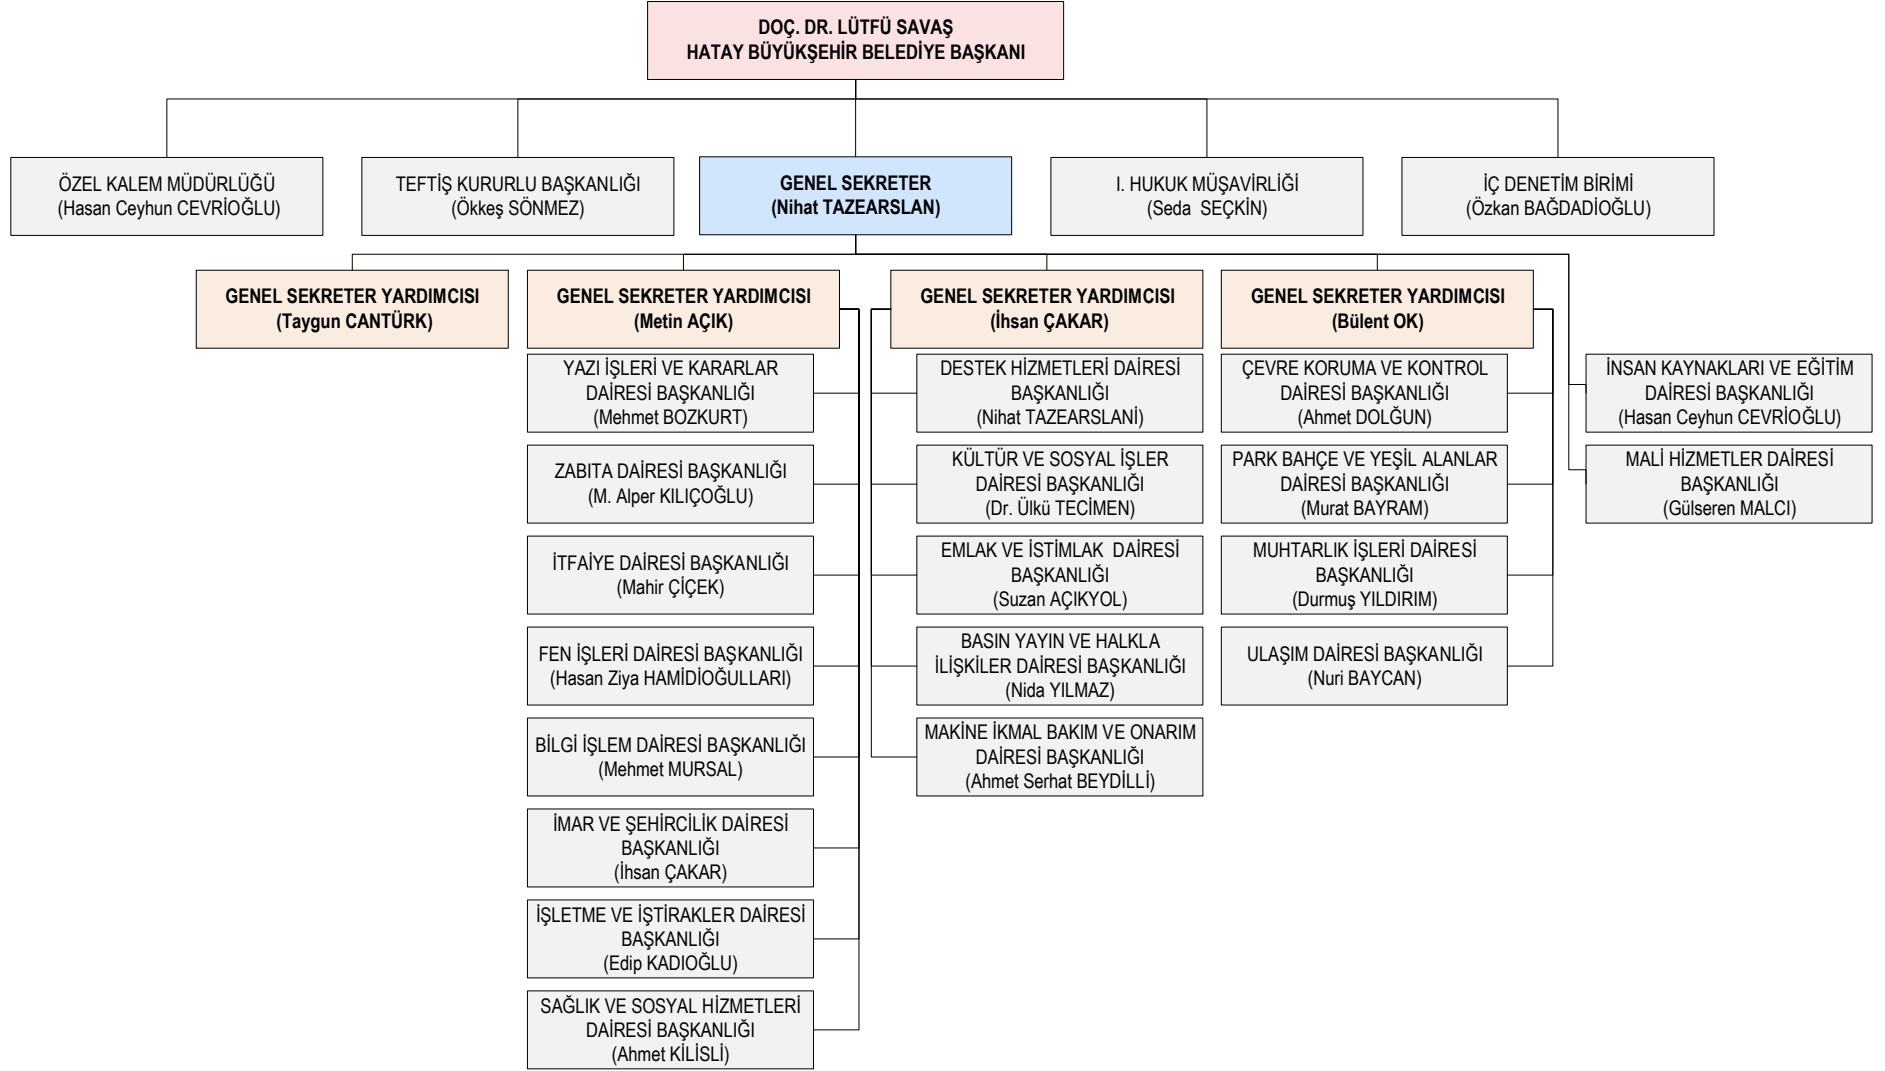 DOÇ. DR. LÜTFÜ SAVAŞ
HATAY BÜYÜKŞEHİR BELEDİYE BAŞKANI
ÖZEL KALEM MÜDÜRLÜĞÜ
(Hasan Ceyhun CEVRİOĞLU)
TEFTİŞ KURURLU BAŞKANLIĞI
(Ökkeş SÖNMEZ)
GENEL SEKRETER
(Nihat TAZEARSLAN)
I. HUKUK MÜŞAVİRLİĞİ
(Seda  SEÇKİN)
İÇ DENETİM BİRİMİ
(Özkan BAĞDADİOĞLU)
GENEL SEKRETER YARDIMCISI
(Taygun CANTÜRK)
GENEL SEKRETER YARDIMCISI
(Metin AÇIK)
YAZI İŞLERİ VE KARARLAR
DAİRESİ BAŞKANLIĞI
(Mehmet BOZKURT)
ZABITA DAİRESİ BAŞKANLIĞI
(M. Alper KILIÇOĞLU)
İTFAİYE DAİRESİ BAŞKANLIĞI
(Mahir ÇİÇEK)
FEN İŞLERİ DAİRESİ BAŞKANLIĞI
(Hasan Ziya HAMİDİOĞULLARI)
BİLGİ İŞLEM DAİRESİ BAŞKANLIĞI
(Mehmet MURSAL)
İMAR VE ŞEHİRCİLİK DAİRESİ
BAŞKANLIĞI
(İhsan ÇAKAR)
İŞLETME VE İŞTİRAKLER DAİRESİ
BAŞKANLIĞI
(Edip KADIOĞLU)
SAĞLIK VE SOSYAL HİZMETLERİ
DAİRESİ BAŞKANLIĞI
(Ahmet KİLİSLİ)
GENEL SEKRETER YARDIMCISI
(İhsan ÇAKAR)
DESTEK HİZMETLERİ DAİRESİ
BAŞKANLIĞI
(Nihat TAZEARSLANİ)
KÜLTÜR VE SOSYAL İŞLER
DAİRESİ BAŞKANLIĞI
(Dr. Ülkü TECİMEN)
EMLAK VE İSTİMLAK  DAİRESİ
BAŞKANLIĞI
(Suzan AÇIKYOL)
BASIN YAYIN VE HALKLA
İLİŞKİLER DAİRESİ BAŞKANLIĞI
(Nida YILMAZ)
MAKİNE İKMAL BAKIM VE ONARIM
DAİRESİ BAŞKANLIĞI
(Ahmet Serhat BEYDİLLİ)
GENEL SEKRETER YARDIMCISI
(Bülent OK)
ÇEVRE KORUMA VE KONTROL
DAİRESİ BAŞKANLIĞI
(Ahmet DOLĞUN)
PARK BAHÇE VE YEŞİL ALANLAR
DAİRESİ BAŞKANLIĞI
(Murat BAYRAM)
MUHTARLIK İŞLERİ DAİRESİ
BAŞKANLIĞI
(Durmuş YILDIRIM)
ULAŞIM DAİRESİ BAŞKANLIĞI
(Nuri BAYCAN)
İNSAN KAYNAKLARI VE EĞİTİM
DAİRESİ BAŞKANLIĞI
(Hasan Ceyhun CEVRİOĞLU)
MALİ HİZMETLER DAİRESİ
BAŞKANLIĞI
(Gülseren MALCI)